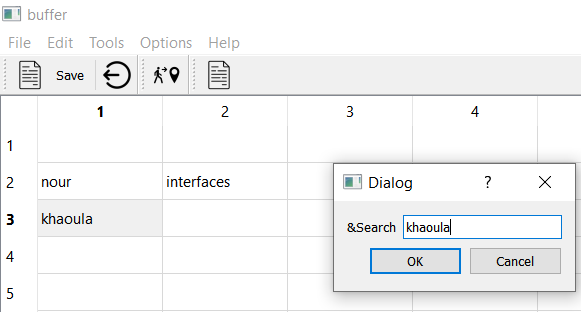 buffer
File Edit Tools Options Help
Save
1 2 3 4
1
2 nour interfaces
3 khaoula
4
5
Dialog ?
&Search khaoula
OK Cancel